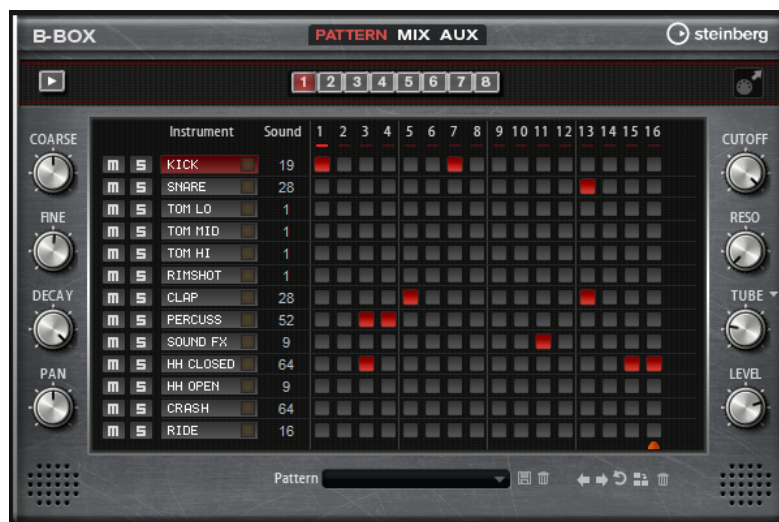 B-BOX PATTERN MIX AUX steinberg
1 2 3 4 5 6 7 8
COARSE Instrument Sound 1 2 3 4 5 6 7 8 9 10 11 12 13 14 15 16 CUTOFF
m S KICK 19
m S SNARE 28
FINE m S TOM LO 1 RESO
m S TOM MID 1
m S TOM HI 1
m S RIMSHOT 1
DECAY m S CLAP 28 TUBE
m S PERCUSS 52
m S SOUND FX 9
PAN m S HH CLOSED 64 LEVEL
m S HH OPEN 9
m S CRASH 64
m S RIDE 16
Pattern